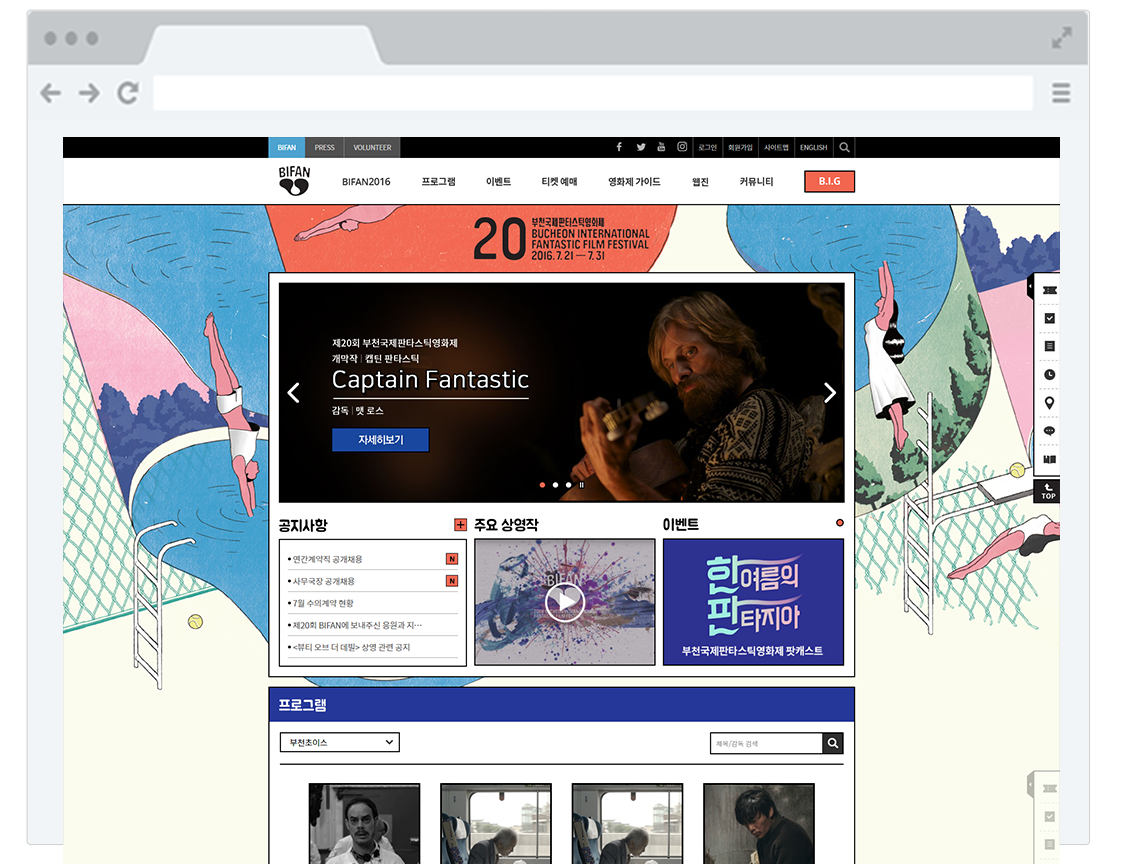 BIFAN PRESS VOLUNTEER 로그인 회원가입 사이트맵 ENGLISH
BIFAN BIFAN2016 프로그램 이벤트 티켓 예매 영화제 가이드 웹진 커뮤니티 B.I.G
20 부천국제판타스틱영화제
BUCHEON INTERNATIONAL
FANTASTIC FILM FESTIVAL
2016. 7. 21 — 7. 31
제20회 부천국제판타스틱영화제
개막작 | 캡틴 판타스틱
Captain Fantastic
감독 | 맷 로스
자세히보기
TOP
공지사항
연간계약직 공개채용 N
사무국장 공개채용 N
7월 수의계약 현황
제20회 BIFAN에 보내주신 응원과 지…
<뷰티 오브 더 데빌> 상영 관련 공지
주요 상영작
BIFAN
이벤트
한여름의
판타지아
부천국제판타스틱영화제 팟캐스트
프로그램
부천초이스 제목/감독 검색